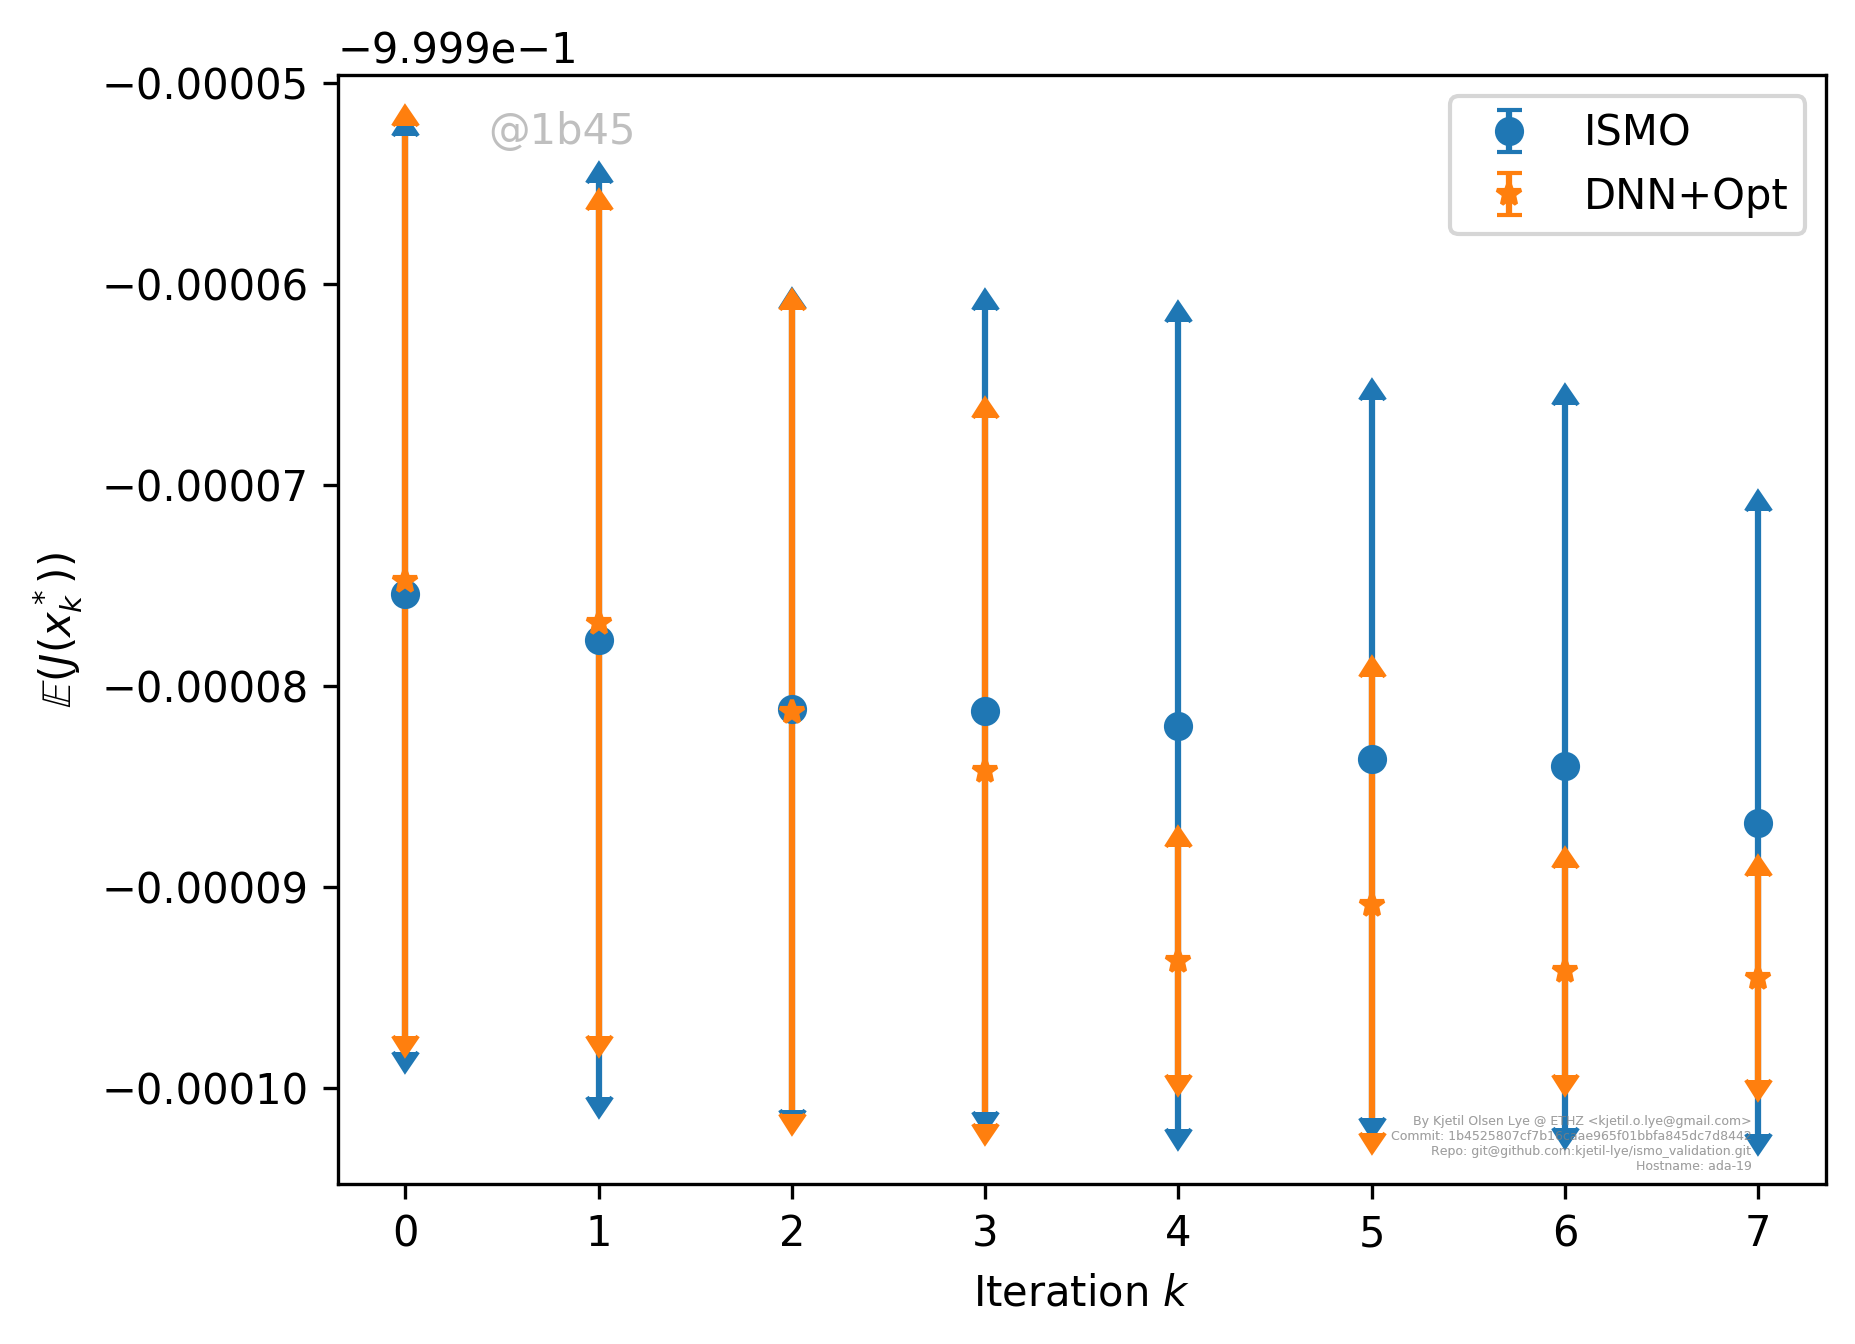 −9.999e−1
−0.00005
−0.00006
−0.00007
−0.00008
−0.00009
−0.00010
𝔼(J(x*k))
@1b45
ISMO
DNN+Opt
By Kjetil Olsen Lye @ ETHZ <kjetil.o.lye@gmail.com>
Commit:
Repo: git@github.com:kjetil-lye/ismo_validation.git
Hostname: ada-19
0 1 2 3 4 5 6 7
Iteration k